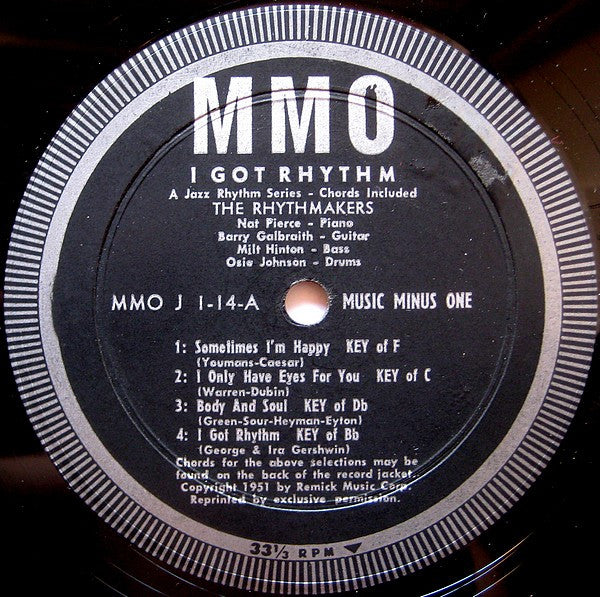 MMO
I GOT RHYTHM
A Jazz Rhythm Series - Chords Included
THE RHYTHMAKERS
Nat Pierce - Piano
Barry Galbraith - Guitar
Milt Hinton - Bass
Osie Johnson - Drums
MMO J 1-14-A MUSIC MINUS ONE
1: Sometimes I'm Happy KEY of F
(Youmans-Caesar)
2: I Only Have Eyes For You KEY of C
(Warren-Dubin)
3: Body And Soul KEY of Db
(Green-Sour-Heyman-Eyton)
4: I Got Rhythm KEY of Bb
(George & Ira Gershwin)
Chords for the above selections may be
found on the back of the record jacket.
Copyright 1951 by Remick Music Corp.
Reprinted by exclusive permission.
33⅓ RPM